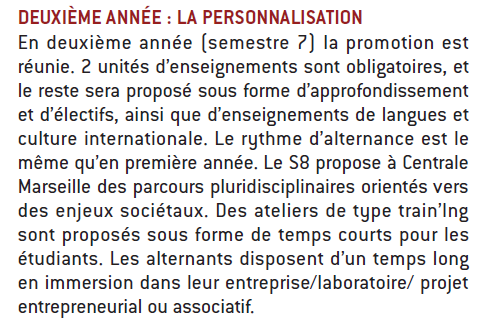 DEUXIÈME ANNÉE : LA PERSONNALISATION
En deuxième année (semestre 7) la promotion est
réunie. 2 unités d'enseignements sont obligatoires, et
le reste sera proposé sous forme d'approfondissement
et d'électifs, ainsi que d'enseignements de langues et
culture internationale. Le rythme d'alternance est le
même qu'en première année. Le S8 propose à Centrale
Marseille des parcours pluridisciplinaires orientés vers
des enjeux sociétaux. Des ateliers de type train'Ing
sont proposés sous forme de temps courts pour les
étudiants. Les alternants disposent d'un temps long
en immersion dans leur entreprise/laboratoire/ projet
entrepreneurial ou associatif.